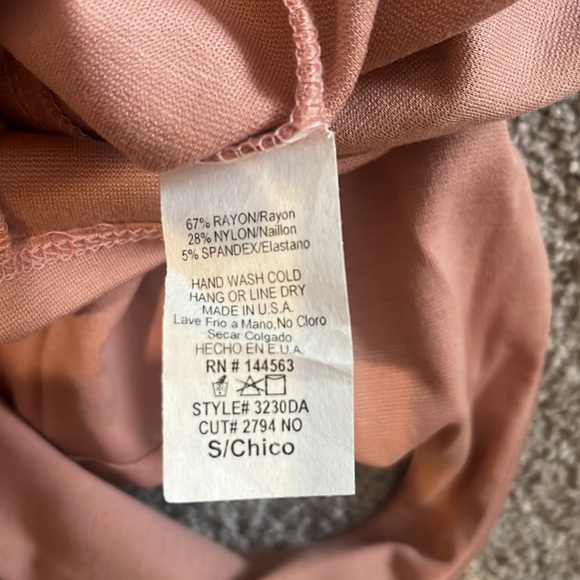 67% RAYON/Rayon
28% NYLON/Naillon
5% SPANDEX/Elastano
HAND WASH COLD
HANG OR LINE DRY
MADE IN U.S.A.
Lave Frio a Mano, No Cloro
Secar Colgado
HECHO EN E.U.A.
RN # 144563
STYLE# 3230DA
CUT# 2794 NO
S/Chico